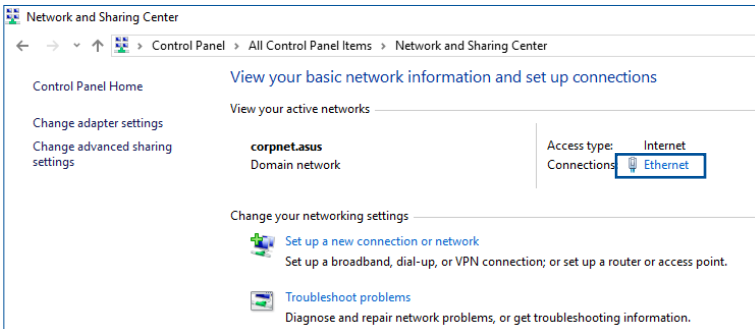 Network and Sharing Center
Control Panel > All Control Panel Items > Network and Sharing Center
Control Panel Home
Change adapter settings
Change advanced sharing
settings
View your basic network information and set up connections
View your active networks
corpnet.asus
Domain network
Access type: Internet
Connections: Ethernet
Change your networking settings
Set up a new connection or network
Set up a broadband, dial-up, or VPN connection; or set up a router or access point.
Troubleshoot problems
Diagnose and repair network problems, or get troubleshooting information.